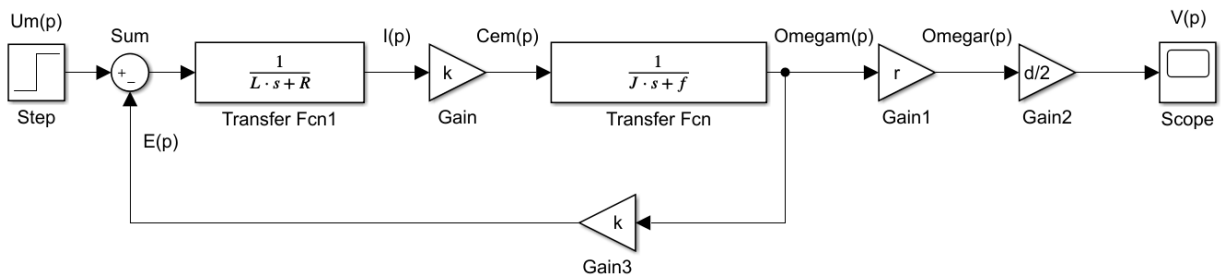 Um(p)
Step
Sum
+
−
E(p)
1
L · s+R
Transfer Fcn1
I(p)
k
Gain
Cem(p)
1
J · s+f
Transfer Fcn
Omegam(p)
r
Gain1
Omegar(p)
d/2
Gain2
V(p)
Scope
k
Gain3